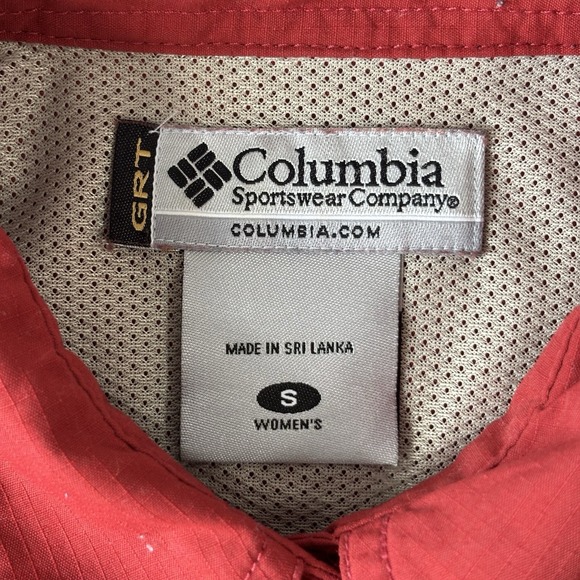 GRT
Columbia
Sportswear Company®
COLUMBIA.COM
MADE IN SRI LANKA
S
WOMEN'S